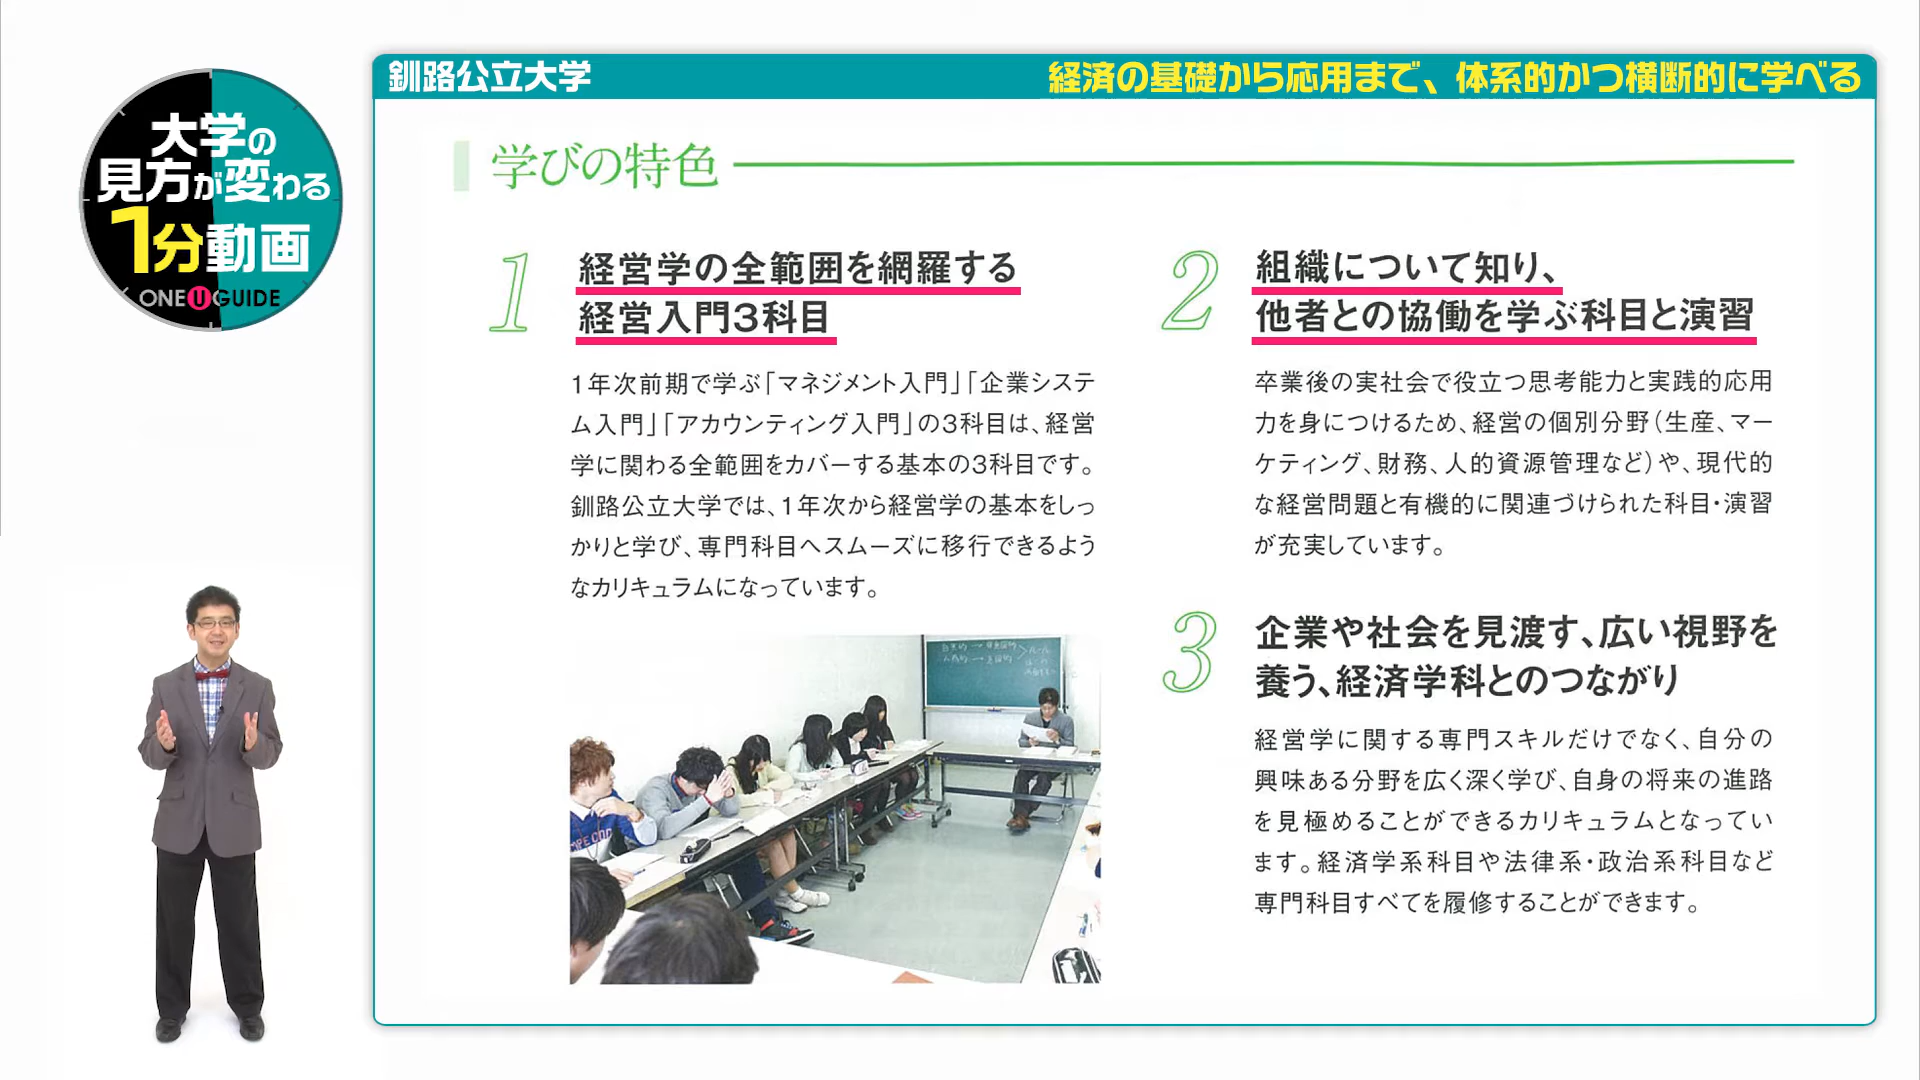 大学の
見方が変わる
1分動画
ONE U GUIDE
釧路公立大学
経済の基礎から応用まで、体系的かつ横断的に学べる
学びの特色
1
経営学の全範囲を網羅する
経営入門3科目
1年次前期で学ぶ「マネジメント入門」「企業システ
ム入門」「アカウンティング入門」の3科目は、経営
学に関わる全範囲をカバーする基本の3科目です。
釧路公立大学では、1年次から経営学の基本をしっ
かりと学び、専門科目へスムーズに移行できるよう
なカリキュラムになっています。
2
組織について知り、
他者との協働を学ぶ科目と演習
卒業後の実社会で役立つ思考能力と実践的応用
力を身につけるため、経営の個別分野（生産、マー
ケティング、財務、人的資源管理など）や、現代的
な経営問題と有機的に関連づけられた科目・演習
が充実しています。
3
企業や社会を見渡す、広い視野を
養う、経済学科とのつながり
経営学に関する専門スキルだけでなく、自分の
興味ある分野を広く深く学び、自身の将来の進路
を見極めることができるカリキュラムとなってい
ます。経済学系科目や法律系・政治系科目など
専門科目すべてを履修することができます。